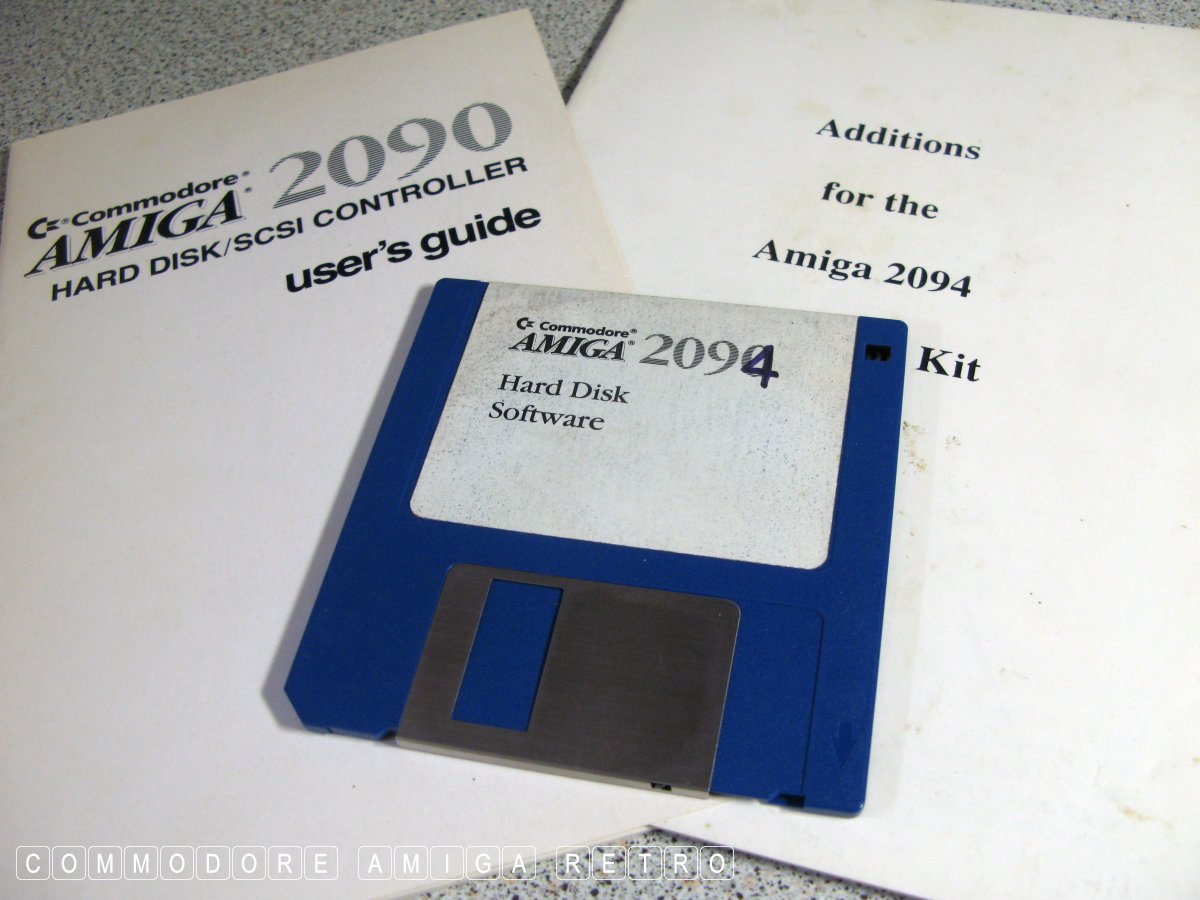 Commodore®
AMIGA® 2090
HARD DISK/SCSI CONTROLLER
user's guide
Additions
for the
Amiga 2094
Kit
Commodore®
AMIGA® 2094
Hard Disk
Software
COMMODORE AMIGA RETRO